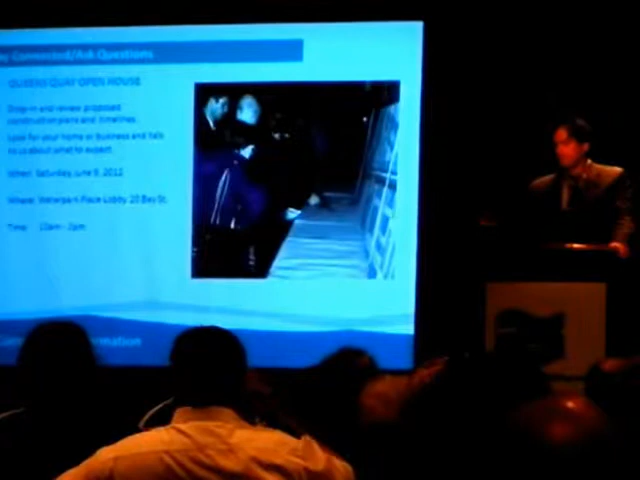 y Connected/Ask Questions
QUEENS QUAY OPEN HOUSE
Drop-in and review proposed
construction plans and timelines.
Look for your home or business and talk
to us about what to expect
When: Saturday, June 9, 2012
Where: Waterpark Place Lobby 20 Bay St.
Time: 10am - 2pm
rmation